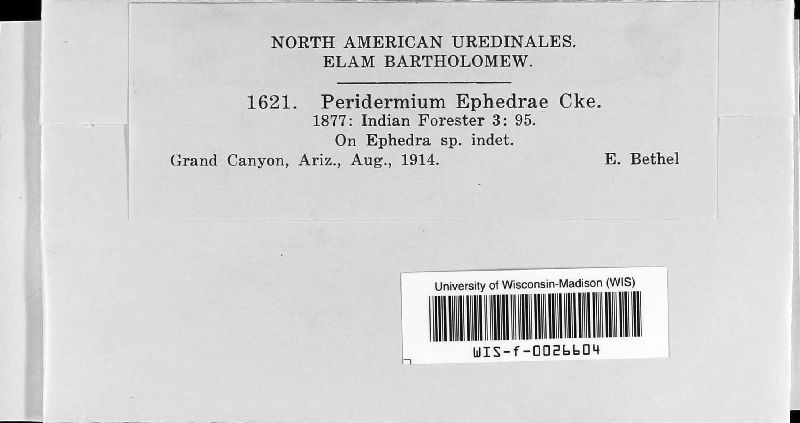 NORTH AMERICAN UREDINALES.
ELAM BARTHOLOMEW.
1621. Peridermium Ephedrae Cke.
1877: Indian Forester 3: 95.
On Ephedra sp. indet.
Grand Canyon, Ariz., Aug., 1914. E. Bethel
University of Wisconsin-Madison (WIS)
WIS-f-0026604